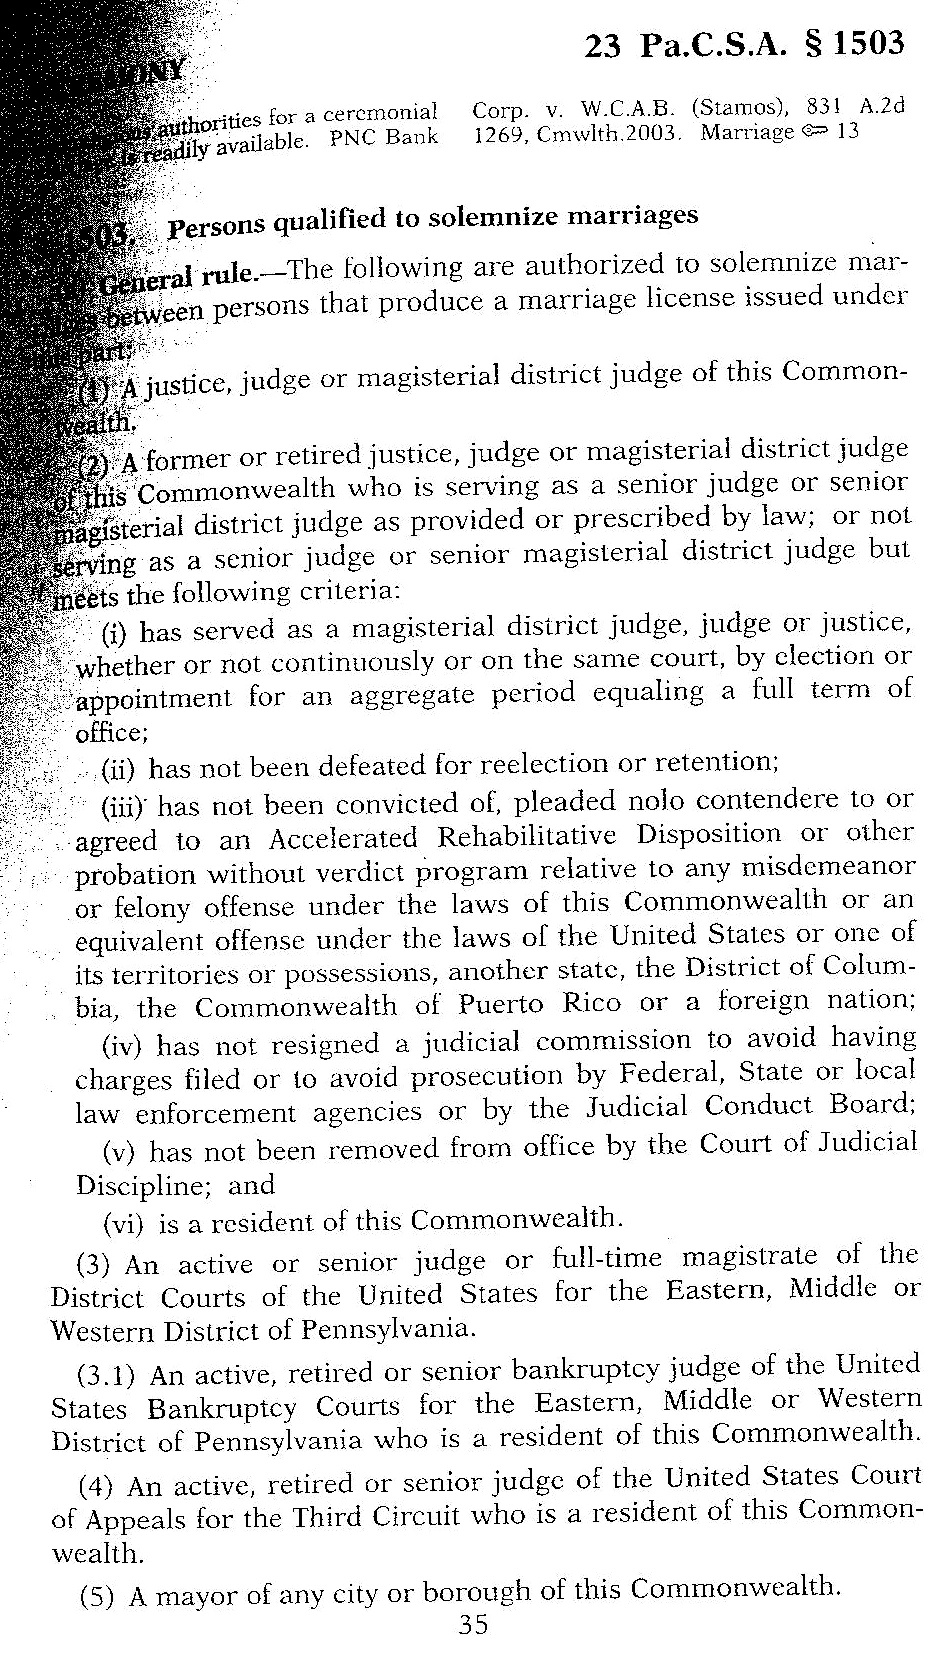 23 Pa.C.S.A. § 1503
authorities for a ceremonial
is readily available. PNC Bank
Corp. v. W.C.A.B. (Stamos), 831 A.2d
1269, Cmwlth.2003. Marriage 13
1503. Persons qualified to solemnize marriages
General rule.—The following are authorized to solemnize mar-
between persons that produce a marriage license issued under
part:
(1) A justice, judge or magisterial district judge of this Common-
wealth.
(2) A former or retired justice, judge or magisterial district judge
of this Commonwealth who is serving as a senior judge or senior
magisterial district judge as provided or prescribed by law; or not
serving as a senior judge or senior magisterial district judge but
meets the following criteria:
(i) has served as a magisterial district judge, judge or justice,
whether or not continuously or on the same court, by election or
appointment for an aggregate period equaling a full term of
office;
(ii) has not been defeated for reelection or retention;
(iii) has not been convicted of, pleaded nolo contendere to or
agreed to an Accelerated Rehabilitative Disposition or other
probation without verdict program relative to any misdemeanor
or felony offense under the laws of this Commonwealth or an
equivalent offense under the laws of the United States or one of
its territories or possessions, another state, the District of Colum-
bia, the Commonwealth of Puerto Rico or a foreign nation;
(iv) has not resigned a judicial commission to avoid having
charges filed or to avoid prosecution by Federal, State or local
law enforcement agencies or by the Judicial Conduct Board;
(v) has not been removed from office by the Court of Judicial
Discipline; and
(vi) is a resident of this Commonwealth.
(3) An active or senior judge or full-time magistrate of the
District Courts of the United States for the Eastern, Middle or
Western District of Pennsylvania.
(3.1) An active, retired or senior bankruptcy judge of the United
States Bankruptcy Courts for the Eastern, Middle or Western
District of Pennsylvania who is a resident of this Commonwealth.
(4) An active, retired or senior judge of the United States Court
of Appeals for the Third Circuit who is a resident of this Common-
wealth.
(5) A mayor of any city or borough of this Commonwealth.
35